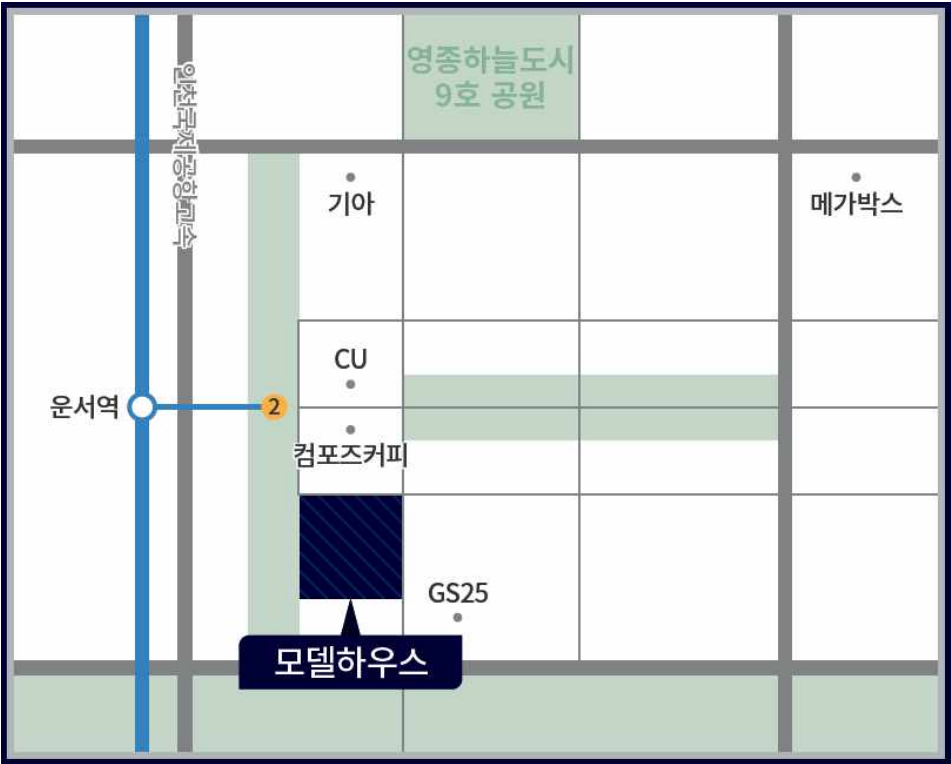 영종하늘도시
9호 공원
인천국제공항고속
기아
메가박스
CU
운서역
2
컴포즈커피
GS25
모델하우스